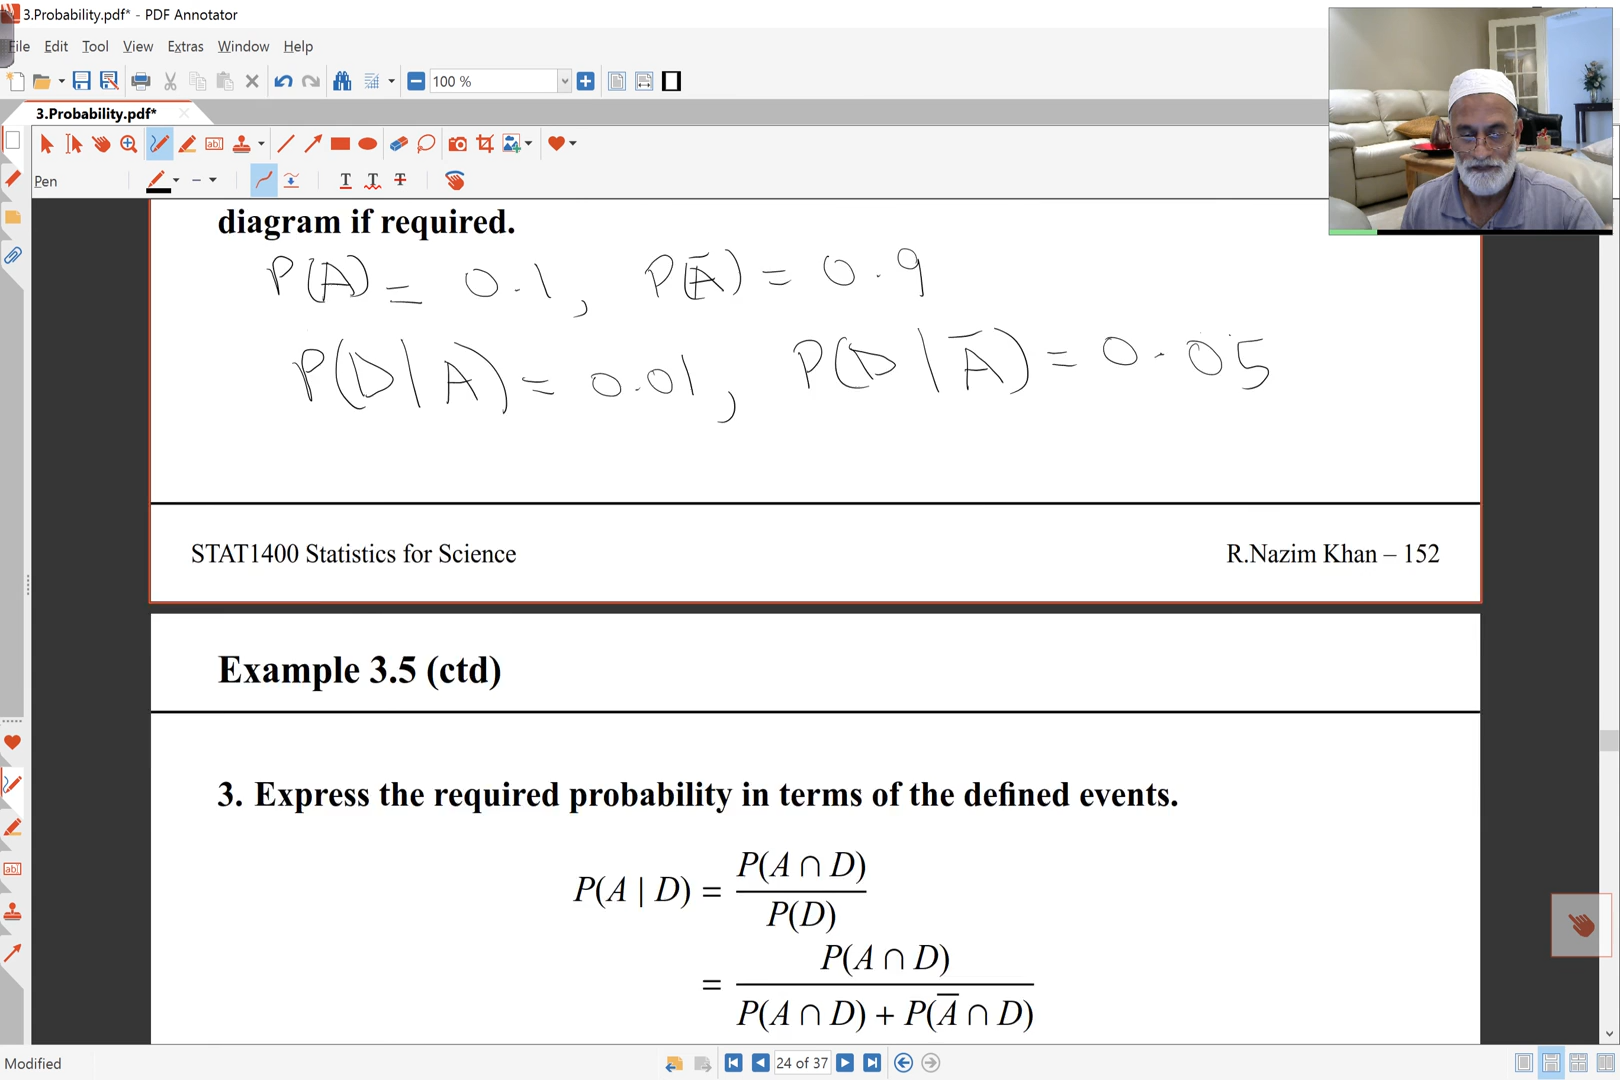 3.Probability.pdf* - PDF Annotator
File Edit Tool View Extras Window Help
100 %
3.Probability.pdf*
Pen
diagram if required.
P(A) = 0.1, P(A̅) = 0.9
P(D|A) = 0.01, P(D|A̅) = 0.05
STAT1400 Statistics for Science
R.Nazim Khan – 152
Example 3.5 (ctd)
3. Express the required probability in terms of the defined events.
P(A ∩ D)
P(A | D) =
P(D)
P(A ∩ D)
=
P(A ∩ D) + P(A̅ ∩ D)
Modified
24 of 37